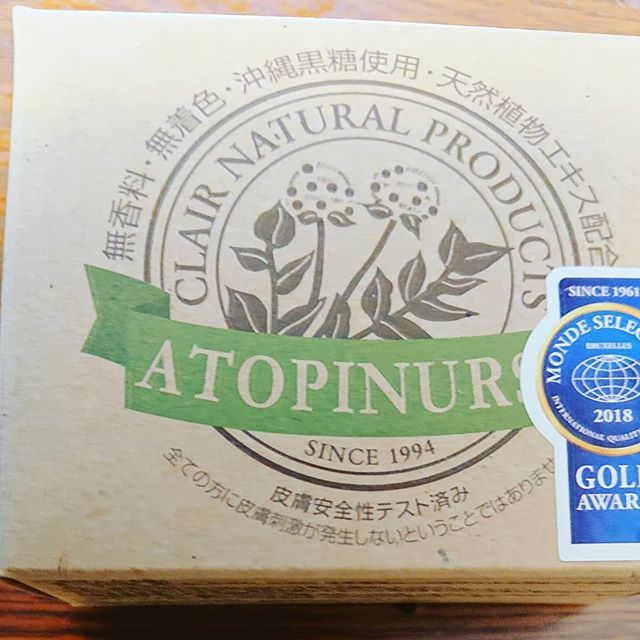 無香料・無着色・沖縄黒糖使用・天然植物エキス配合
CLAIR NATURAL PRODUCTS
ATOPINURS
SINCE 1994
皮膚安全性テスト済み
全ての方に皮膚刺激が発生しないということではありませ
SINCE 1961
MONDE SELE
BRUXELLES
2018
INTERNATIONAL QUALIT
GOLD
AWAR